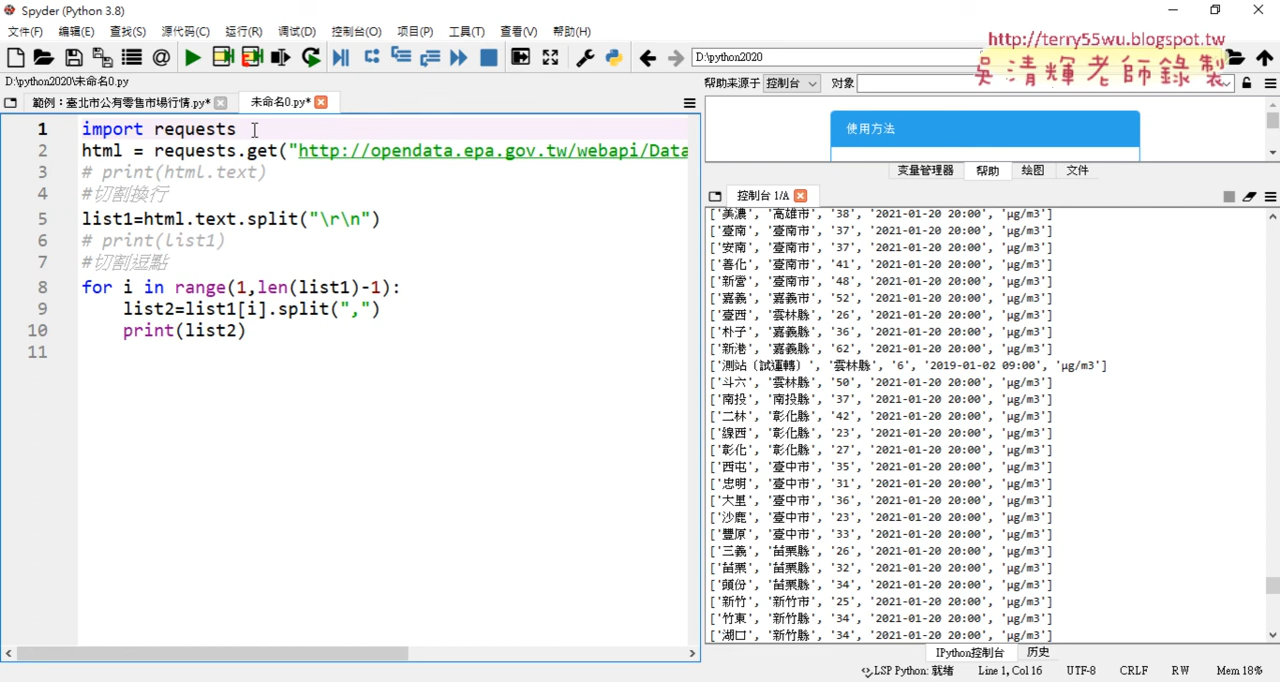 Spyder (Python 3.8)
文件(F) 编辑(E) 查找(S) 源代码(C) 运行(R) 调试(D) 控制台(O) 项目(P) 工具(T) 查看(V) 帮助(H)
http://terry55wu.blogspot.tw
吳清輝老師錄製
D:\python2020
D:\python2020\未命名0.py
帮助来源于 控制台 对象
範例：臺北市公有零售市場行情.py* 未命名0.py*
使用方法
变量管理器 帮助 绘图 文件
控制台 1/A
1 import requests
2 html = requests.get("http://opendata.epa.gov.tw/webapi/Data
3 # print(html.text)
4 #切割換行
5 list1=html.text.split("\r\n")
6 # print(list1)
7 #切割逗點
8 for i in range(1,len(list1)-1):
9 list2=list1[i].split(",")
10 print(list2)
11
['美濃', '高雄市', '38', '2021-01-20 20:00', 'μg/m3']
['臺南', '臺南市', '37', '2021-01-20 20:00', 'μg/m3']
['安南', '臺南市', '37', '2021-01-20 20:00', 'μg/m3']
['善化', '臺南市', '41', '2021-01-20 20:00', 'μg/m3']
['新營', '臺南市', '48', '2021-01-20 20:00', 'μg/m3']
['嘉義', '嘉義市', '52', '2021-01-20 20:00', 'μg/m3']
['臺西', '雲林縣', '26', '2021-01-20 20:00', 'μg/m3']
['朴子', '嘉義縣', '36', '2021-01-20 20:00', 'μg/m3']
['新港', '嘉義縣', '62', '2021-01-20 20:00', 'μg/m3']
['測站（試運轉）', '雲林縣', '6', '2019-01-02 09:00', 'μg/m3']
['斗六', '雲林縣', '50', '2021-01-20 20:00', 'μg/m3']
['南投', '南投縣', '37', '2021-01-20 20:00', 'μg/m3']
['二林', '彰化縣', '42', '2021-01-20 20:00', 'μg/m3']
['線西', '彰化縣', '23', '2021-01-20 20:00', 'μg/m3']
['彰化', '彰化縣', '27', '2021-01-20 20:00', 'μg/m3']
['西屯', '臺中市', '35', '2021-01-20 20:00', 'μg/m3']
['忠明', '臺中市', '31', '2021-01-20 20:00', 'μg/m3']
['大里', '臺中市', '36', '2021-01-20 20:00', 'μg/m3']
['沙鹿', '臺中市', '23', '2021-01-20 20:00', 'μg/m3']
['豐原', '臺中市', '33', '2021-01-20 20:00', 'μg/m3']
['三義', '苗栗縣', '26', '2021-01-20 20:00', 'μg/m3']
['苗栗', '苗栗縣', '32', '2021-01-20 20:00', 'μg/m3']
['頭份', '苗栗縣', '34', '2021-01-20 20:00', 'μg/m3']
['新竹', '新竹市', '25', '2021-01-20 20:00', 'μg/m3']
['竹東', '新竹縣', '34', '2021-01-20 20:00', 'μg/m3']
['湖口', '新竹縣', '34', '2021-01-20 20:00', 'μg/m3']
IPython控制台 历史
LSP Python: 就绪 Line 1, Col 16 UTF-8 CRLF RW Mem 18%